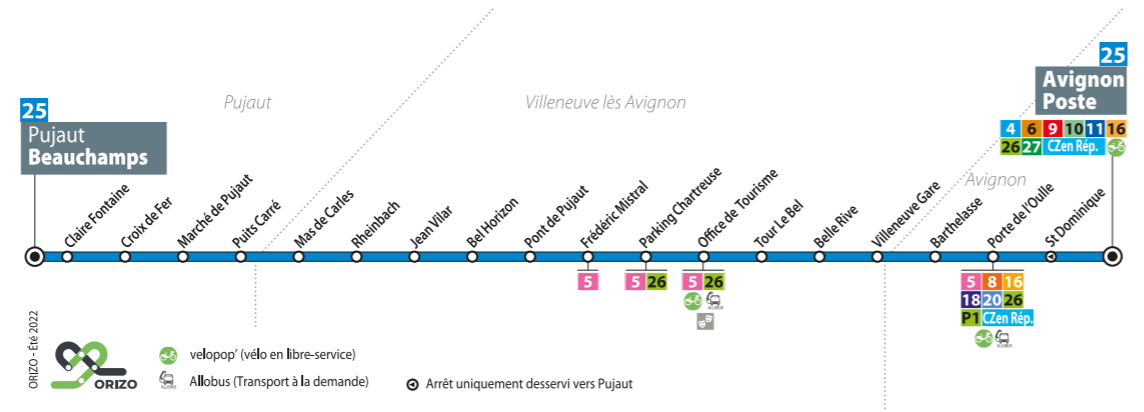 25
Pujaut
Beauchamps
Pujaut
Villeneuve lès Avignon
Avignon
25
Avignon
Poste
4 6 9 10 11 16
26 27 CZen Rép.
Claire Fontaine
Croix de Fer
Marché de Pujaut
Puits Carré
Mas de Carles
Rheinbach
Jean Vilar
Bel Horizon
Pont de Pujaut
Frédéric Mistral
Parking Chartreuse
Office de Tourisme
Tour Le Bel
Belle Rive
Villeneuve Gare
Barthelasse
Porte de l'Oulle
St Dominique
5
5 26
5 26
ALLOBUS
5 8 16
18 20 26
P1 CZen Rép.
ALLOBUS
ORIZO - Été 2022
ORIZO
velopop' (vélo en libre-service)
ALLOBUS
Allobus (Transport à la demande)
Arrêt uniquement desservi vers Pujaut